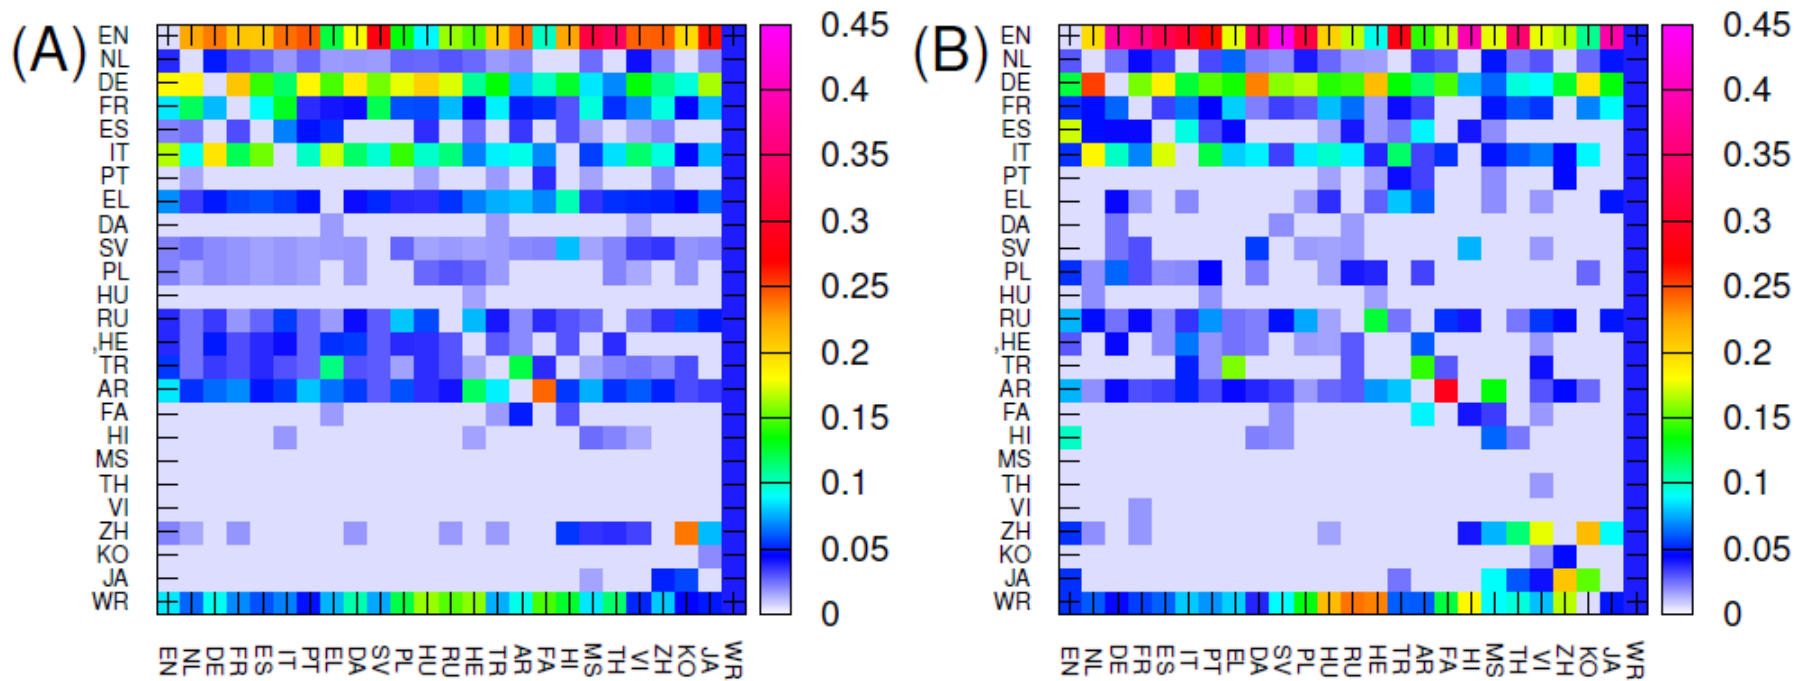 (A)
EN
NL
DE
FR
ES
IT
PT
EL
DA
SV
PL
HU
RU
,HE
TR
AR
FA
HI
MS
TH
VI
ZH
KO
JA
WR
EN NL DE FR ES IT PT EL DA SV PL HU RU HE TR AR FA HI MS TH VI ZH KO JA WR
0.45
0.4
0.35
0.3
0.25
0.2
0.15
0.1
0.05
0
(B)
EN
NL
DE
FR
ES
IT
PT
EL
DA
SV
PL
HU
RU
,HE
TR
AR
FA
HI
MS
TH
VI
ZH
KO
JA
WR
EN NL DE FR ES IT PT EL DA SV PL HU RU HE TR AR FA HI MS TH VI ZH KO JA WR
0.45
0.4
0.35
0.3
0.25
0.2
0.15
0.1
0.05
0